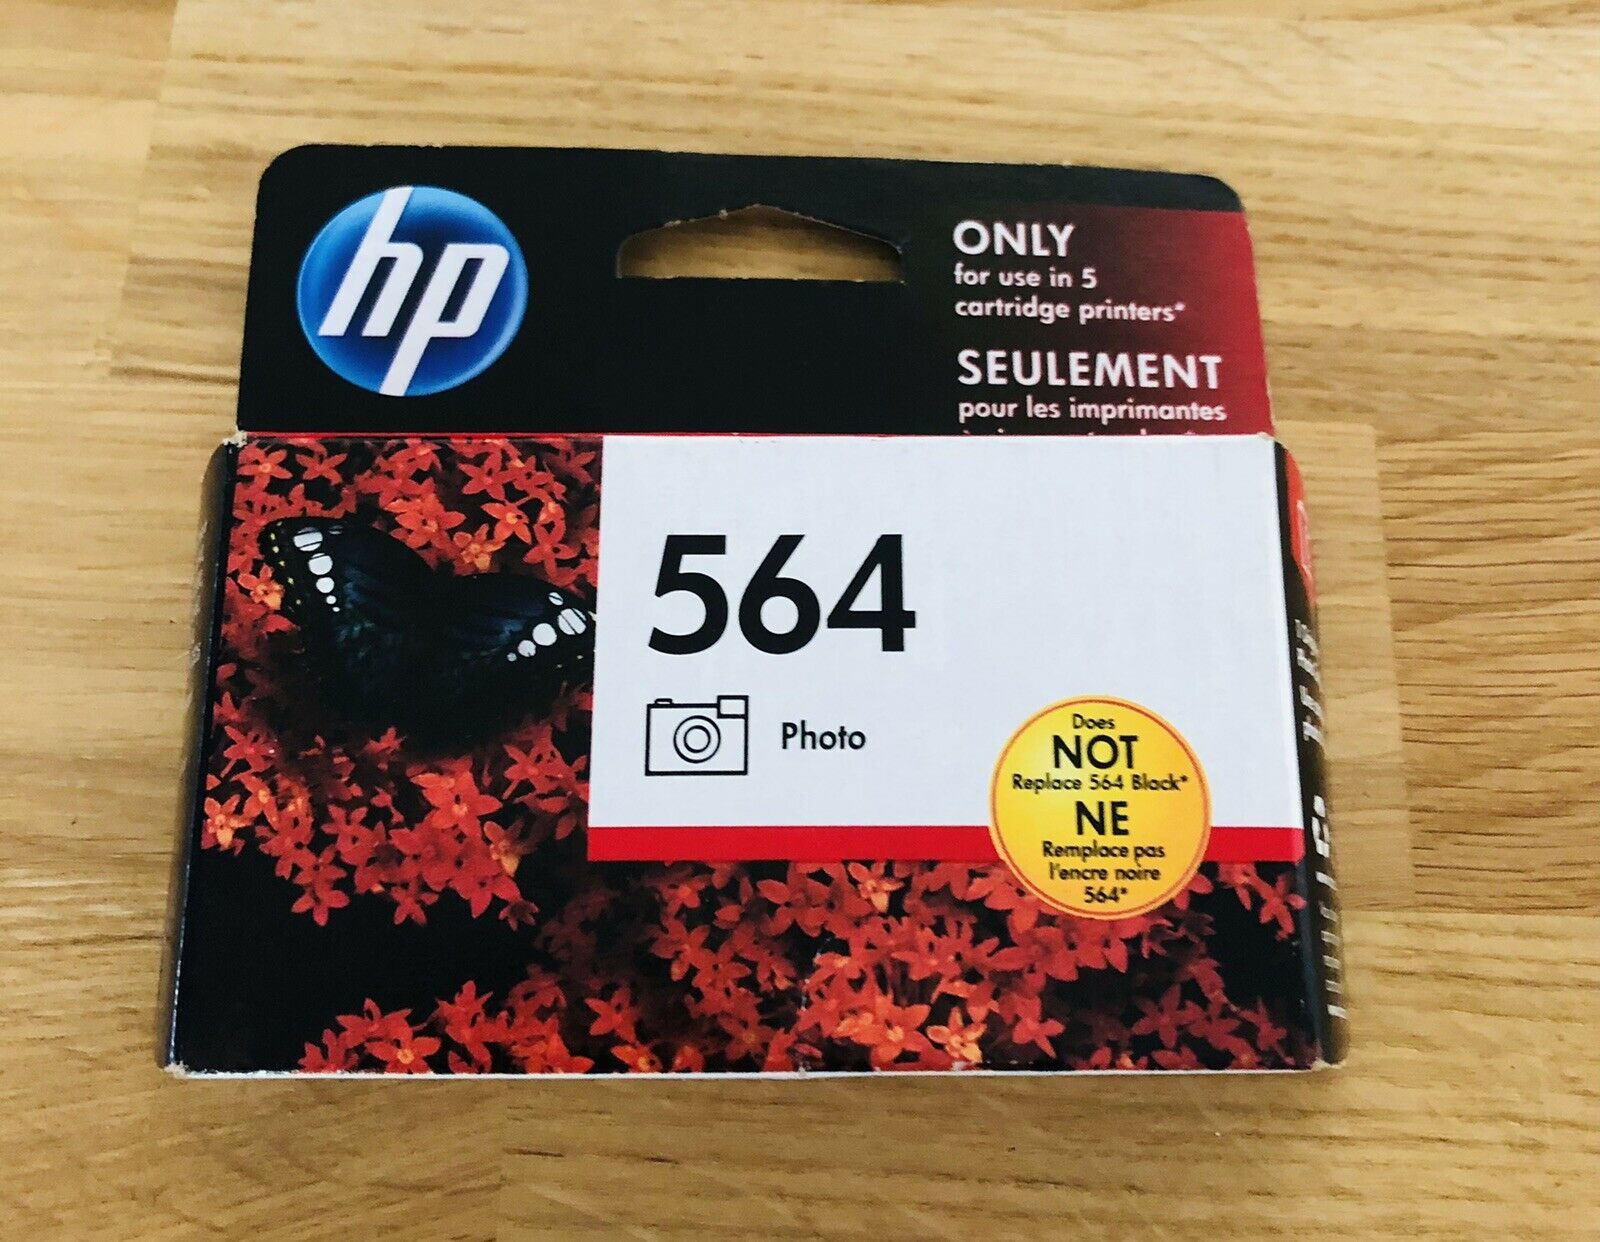 hp
ONLY
for use in 5
cartridge printers*
SEULEMENT
pour les imprimantes
564
Photo
Does
NOT
Replace 564 Black*
NE
Remplace pas
l'encre noire
564*